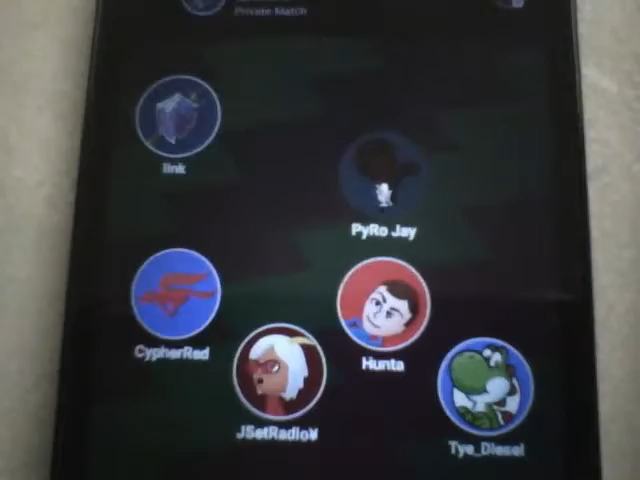 Private Match
link
PyRo Jay
CypherRed
Hunta
JSetRadio¥
Tye_Diesel